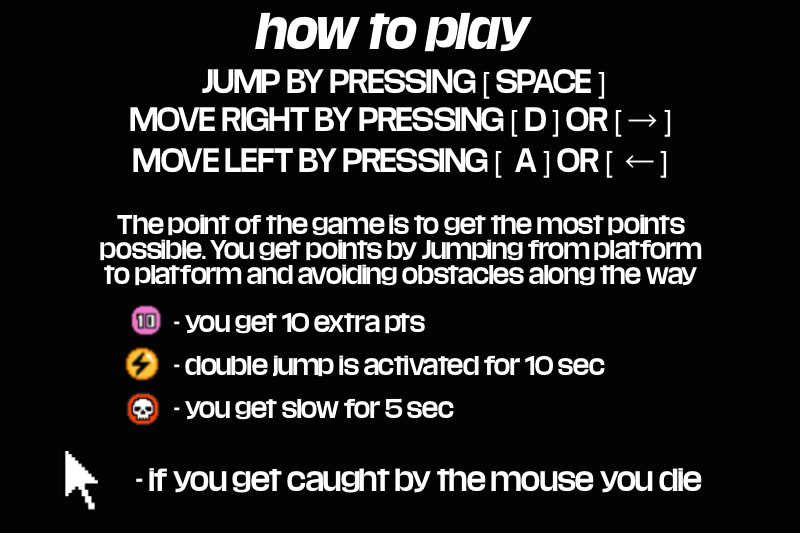 how to play
JUMP BY PRESSING [ SPACE ]
MOVE RIGHT BY PRESSING [ D ] OR [ → ]
MOVE LEFT BY PRESSING [ A ] OR [ ← ]
The point of the game is to get the most points
possible. You get points by Jumping from platform
to platform and avoiding obstacles along the way
10 - you get 10 extra pts
- double jump is activated for 10 sec
- you get slow for 5 sec
- if you get caught by the mouse you die